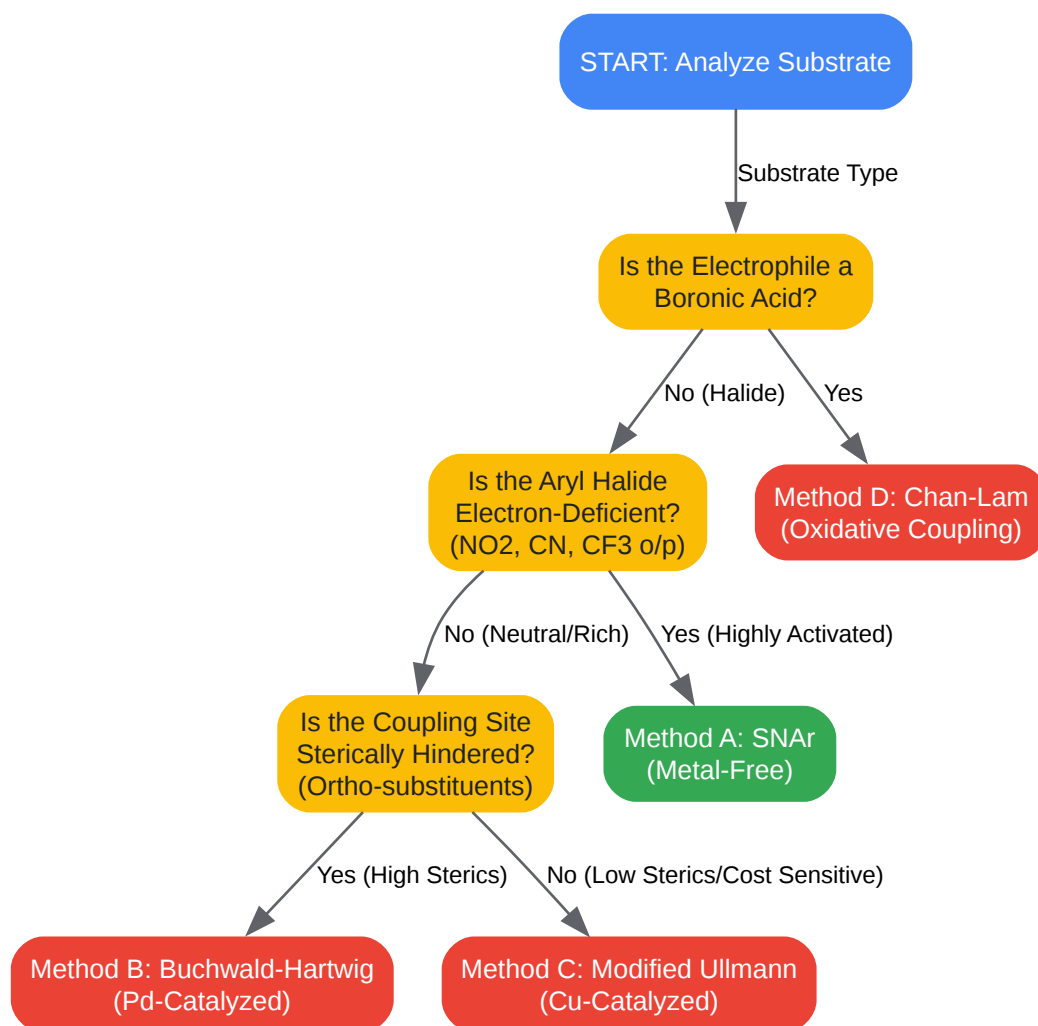 START: Analyze Substrate
Substrate Type
Is the Electrophile a
Boronic Acid?
No (Halide)
Yes
Is the Aryl Halide
Electron-Deficient?
(NO2, CN, CF3 o/p)
Method D: Chan-Lam
(Oxidative Coupling)
No (Neutral/Rich)
Yes (Highly Activated)
Is the Coupling Site
Sterically Hindered?
(Ortho-substituents)
Method A: SNAr
(Metal-Free)
Yes (High Sterics)
No (Low Sterics/Cost Sensitive)
Method B: Buchwald-Hartwig
(Pd-Catalyzed)
Method C: Modified Ullmann
(Cu-Catalyzed)